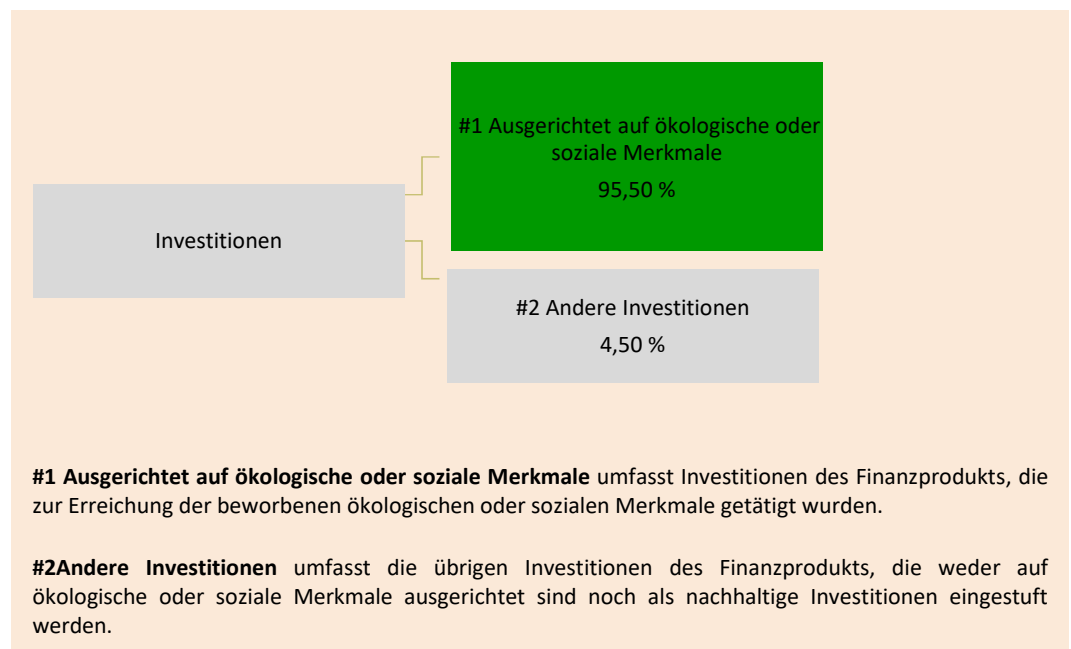 #1 Ausgerichtet auf ökologische oder
soziale Merkmale
95,50 %
Investitionen
#2 Andere Investitionen
4,50 %
#1 Ausgerichtet auf ökologische oder soziale Merkmale umfasst Investitionen des Finanzprodukts, die
zur Erreichung der beworbenen ökologischen oder sozialen Merkmale getätigt wurden.
#2Andere Investitionen umfasst die übrigen Investitionen des Finanzprodukts, die weder auf
ökologische oder soziale Merkmale ausgerichtet sind noch als nachhaltige Investitionen eingestuft
werden.